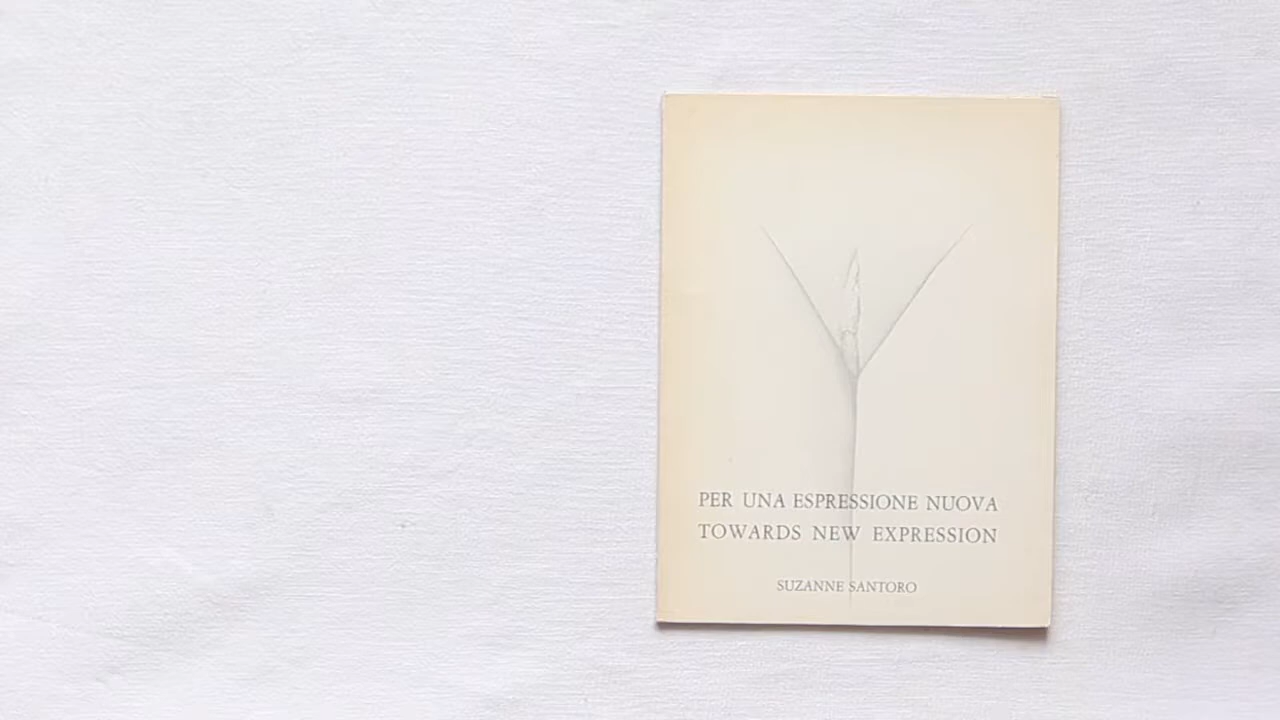 PER UNA ESPRESSIONE NUOVA
TOWARDS NEW EXPRESSION
SUZANNE SANTORO